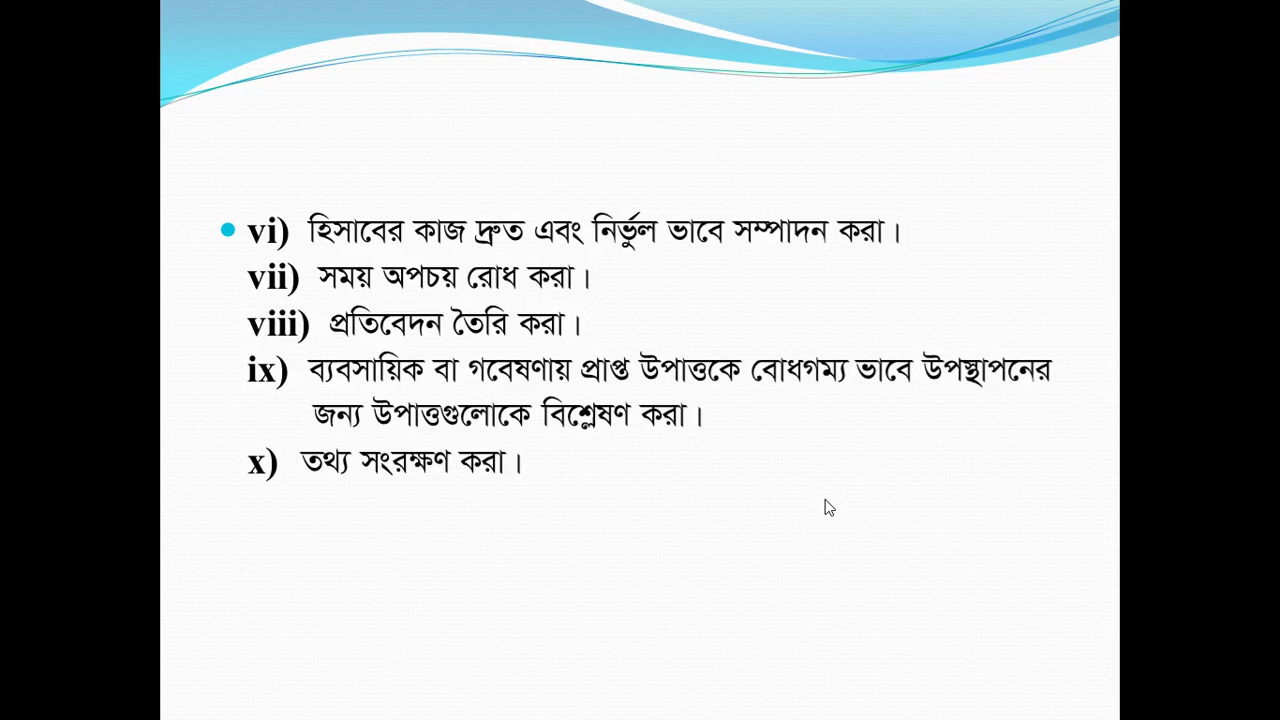 vi) হিসাবের কাজ দ্রুত এবং নির্ভুল ভাবে সম্পাদন করা।
vii) সময় অপচয় রোধ করা।
viii) প্রতিবেদন তৈরি করা।
ix) ব্যবসায়িক বা গবেষণায় প্রাপ্ত উপাত্তকে বোধগম্য ভাবে উপস্থাপনের
জন্য উপাত্তগুলোকে বিশ্লেষণ করা।
x) তথ্য সংরক্ষণ করা।